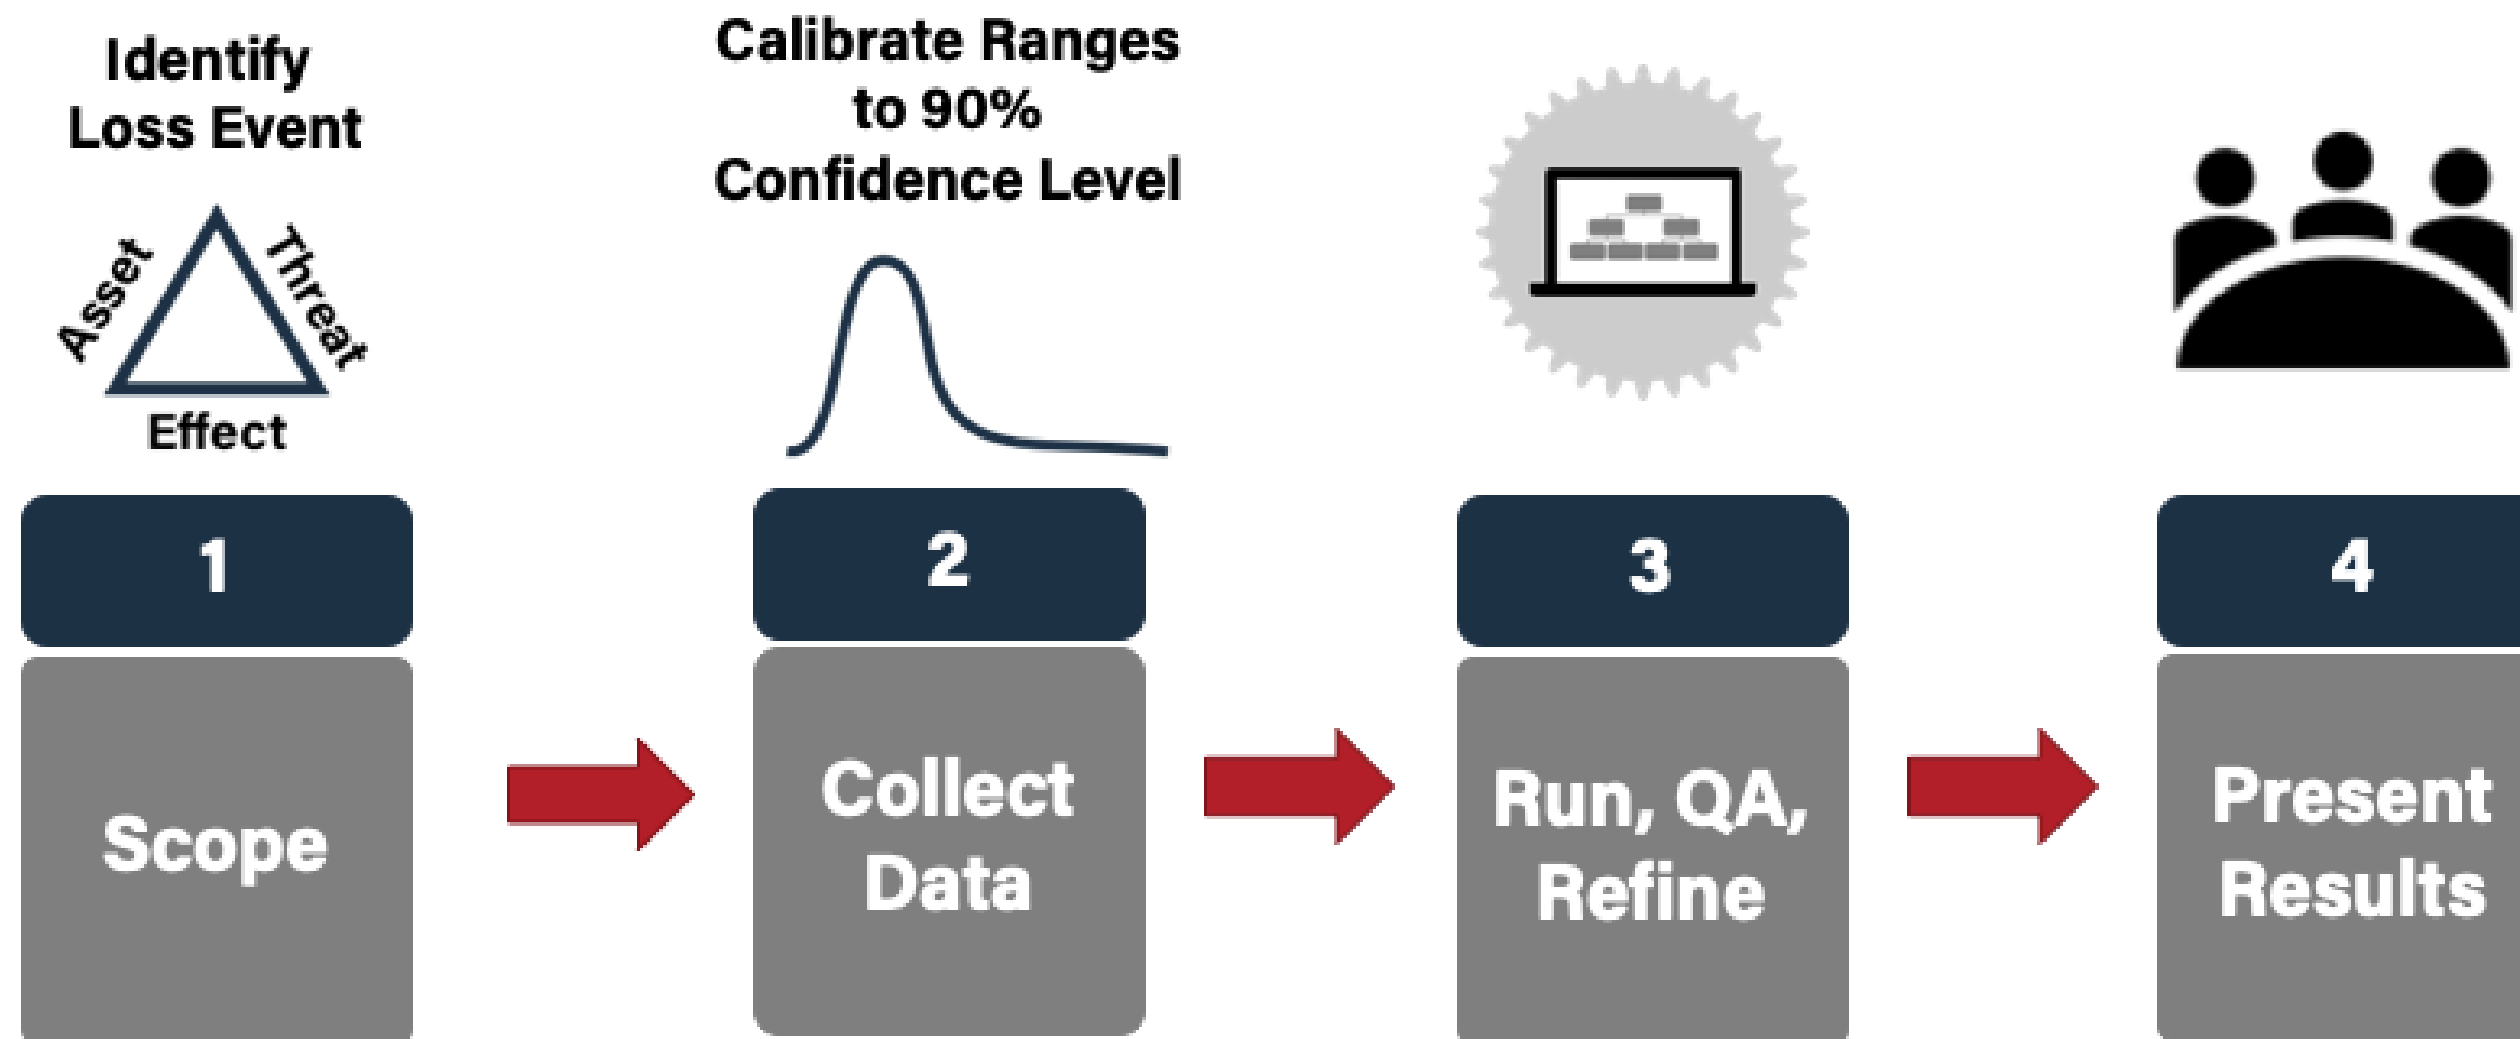 Identify
Loss Event
Asset
Threat
Effect
1
Scope
Calibrate Ranges
to 90%
Confidence Level
2
Collect
Data
3
Run, QA,
Refine
4
Present
Results